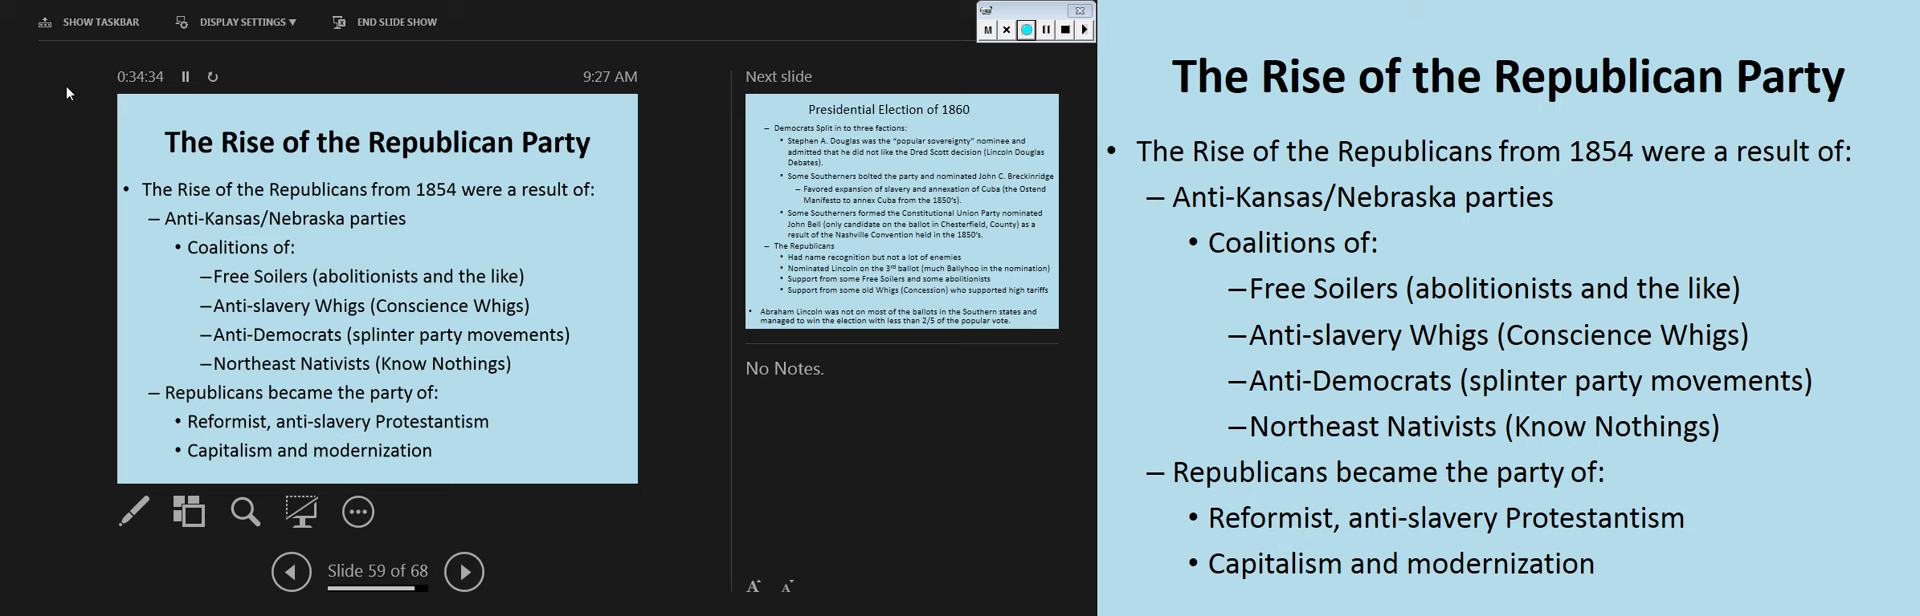 SHOW TASKBAR
DISPLAY SETTINGS ▼
END SLIDE SHOW
M
0:34:34
9:27 AM
The Rise of the Republican Party
• The Rise of the Republicans from 1854 were a result of:
– Anti-Kansas/Nebraska parties
• Coalitions of:
–Free Soilers (abolitionists and the like)
–Anti-slavery Whigs (Conscience Whigs)
–Anti-Democrats (splinter party movements)
–Northeast Nativists (Know Nothings)
– Republicans became the party of:
• Reformist, anti-slavery Protestantism
• Capitalism and modernization
Slide 59 of 68
Next slide
Presidential Election of 1860
– Democrats Split in to three factions:
• Stephen A. Douglas was the "popular sovereignty" nominee and
admitted that he did not like the Dred Scott decision (Lincoln Douglas
Debates).
• Some Southerners bolted the party and nominated John C. Breckinridge
– Favored expansion of slavery and annexation of Cuba (the Ostend
Manifesto to annex Cuba from the 1850's).
• Some Southerners formed the Constitutional Union Party nominated
John Bell (only candidate on the ballot in Chesterfield, County) as a
result of the Nashville Convention held in the 1850's.
– The Republicans
• Had name recognition but not a lot of enemies
• Nominated Lincoln on the 3rd ballot (much Ballyhoo in the nomination)
• Support from some Free Soilers and some abolitionists
• Support from some old Whigs (Concession) who supported high tariffs
• Abraham Lincoln was not on most of the ballots in the Southern states and
managed to win the election with less than 2/5 of the popular vote.
No Notes.
A A
The Rise of the Republican Party
• The Rise of the Republicans from 1854 were a result of:
– Anti-Kansas/Nebraska parties
• Coalitions of:
–Free Soilers (abolitionists and the like)
–Anti-slavery Whigs (Conscience Whigs)
–Anti-Democrats (splinter party movements)
–Northeast Nativists (Know Nothings)
– Republicans became the party of:
• Reformist, anti-slavery Protestantism
• Capitalism and modernization